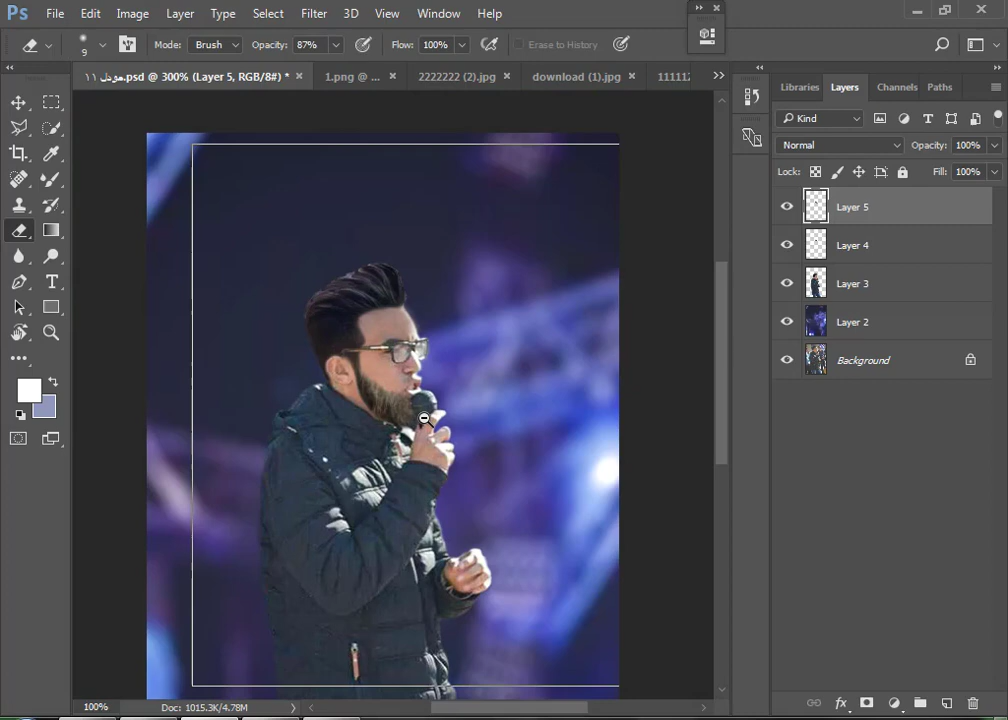 Ps File Edit Image Layer Type Select Filter 3D View Window Help
9 Mode: Brush Opacity: 87% Flow: 100% Erase to History
موديل ١١.psd @ 300% (Layer 5, RGB/8#) * 1.png @ ... 2222222 (2).jpg download (1).jpg
Libraries Layers Channels Paths
Kind
Normal Opacity: 100%
Lock: Fill: 100%
Layer 5
Layer 4
Layer 3
Layer 2
Background
100% Doc: 1015.3K/4.78M
fx